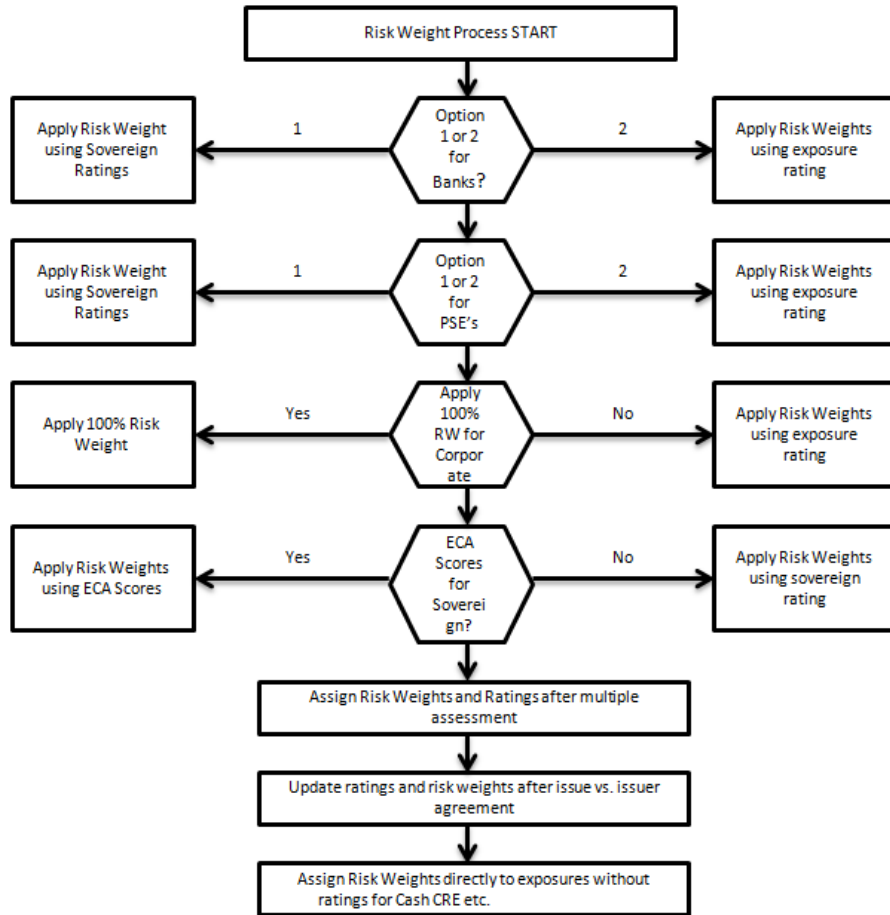 Risk Weight Process START
Option
1 or 2
for
Banks?
1
2
Apply Risk Weight
using Sovereign
Ratings
Apply Risk Weights
using exposure
rating
Option
1 or 2
for
PSE's
1
2
Apply Risk Weight
using Sovereign
Ratings
Apply Risk Weights
using exposure
rating
Apply
100%
RW for
Corpor
ate
Yes
No
Apply 100% Risk
Weight
Apply Risk Weights
using exposure
rating
ECA
Scores
for
Soverei
gn?
Yes
No
Apply Risk Weights
using ECA Scores
Apply Risk Weights
using sovereign
rating
Assign Risk Weights and Ratings after multiple
assessment
Update ratings and risk weights after issue vs. issuer
agreement
Assign Risk Weights directly to exposures without
ratings for Cash CRE etc.